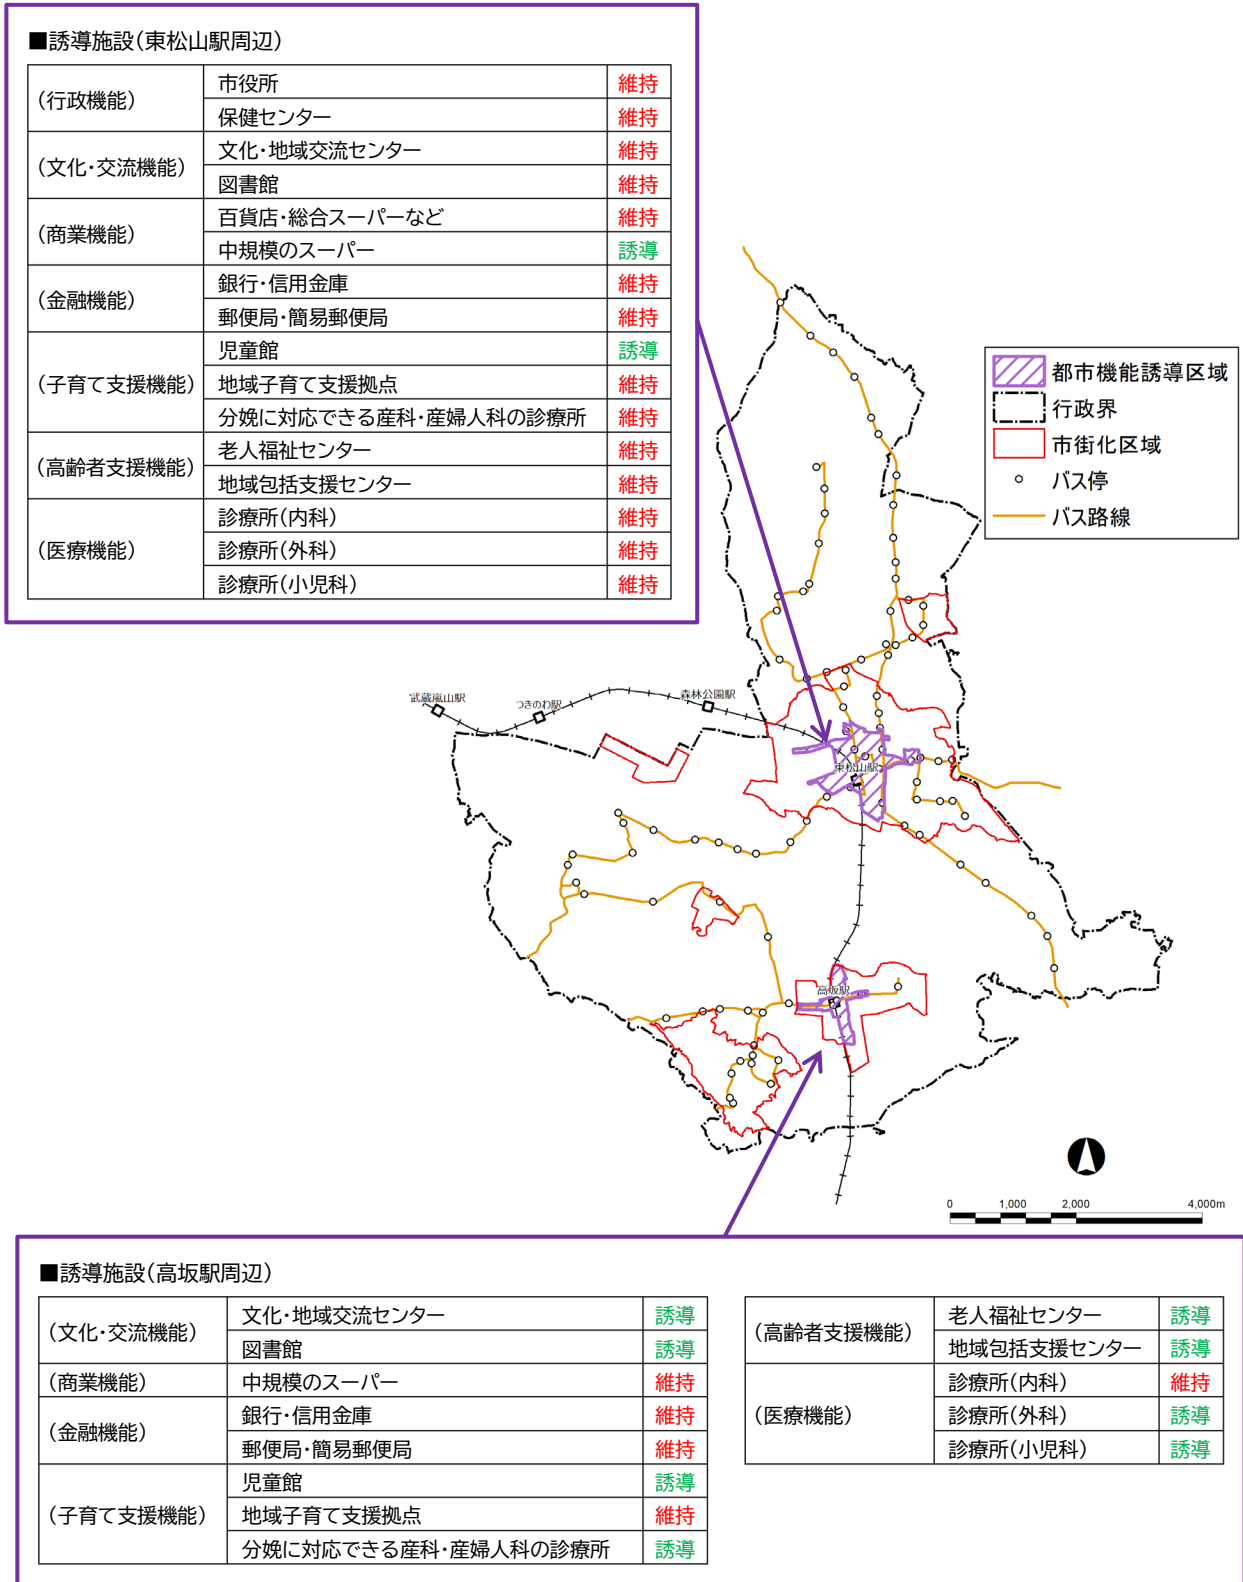 ■誘導施設(東松山駅周辺)
(行政機能)
市役所 維持
保健センター 維持
(文化・交流機能)
文化・地域交流センター 維持
図書館 維持
(商業機能)
百貨店・総合スーパーなど 維持
中規模のスーパー 誘導
(金融機能)
銀行・信用金庫 維持
郵便局・簡易郵便局 維持
(子育て支援機能)
児童館 誘導
地域子育て支援拠点 維持
分娩に対応できる産科・産婦人科の診療所 維持
(高齢者支援機能)
老人福祉センター 維持
地域包括支援センター 維持
(医療機能)
診療所(内科) 維持
診療所(外科) 維持
診療所(小児科) 維持
都市機能誘導区域
行政界
市街化区域
バス停
バス路線
武蔵嵐山駅
つきのわ駅
森林公園駅
東松山駅
高坂駅
0 1,000 2,000 4,000m
■誘導施設(高坂駅周辺)
(文化・交流機能)
文化・地域交流センター 誘導
図書館 誘導
(商業機能)
中規模のスーパー 維持
(金融機能)
銀行・信用金庫 維持
郵便局・簡易郵便局 維持
(子育て支援機能)
児童館 誘導
地域子育て支援拠点 維持
分娩に対応できる産科・産婦人科の診療所 誘導
(高齢者支援機能)
老人福祉センター 誘導
地域包括支援センター 誘導
(医療機能)
診療所(内科) 維持
診療所(外科) 誘導
診療所(小児科) 誘導